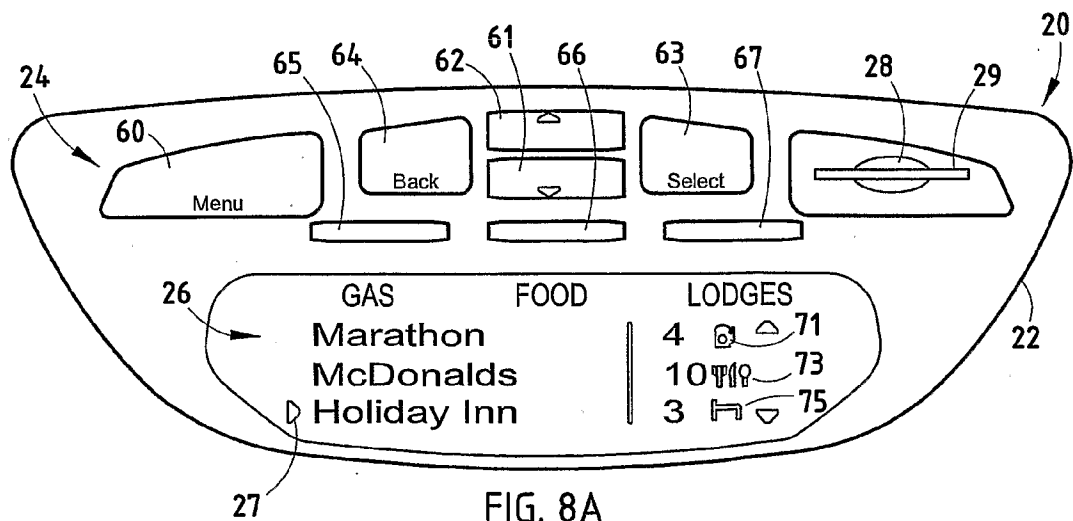 61 20
64 62 66 63 67 28
24 65 29
60
Back Select
Menu
26 GAS FOOD LODGES
Marathon 4 71 22
McDonalds 10 73
Holiday Inn 3 75
27
FIG. 8A